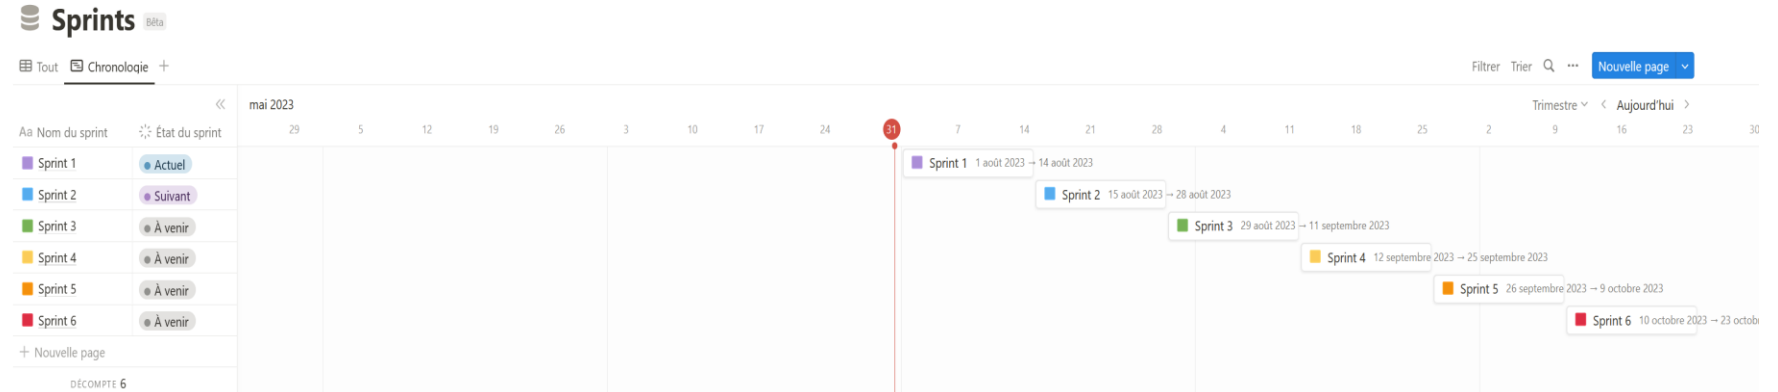 Sprints Bêta
Tout Chronologie +
Filtrer Trier ... Nouvelle page
mai 2023 Trimestre Aujourd'hui
Aa Nom du sprint État du sprint 29 5 12 19 26 3 10 17 24 31 7 14 21 28 4 11 18 25 2 9 16 23 30
Sprint 1 Actuel Sprint 1 1 août 2023 → 14 août 2023
Sprint 2 Suivant Sprint 2 15 août 2023 → 28 août 2023
Sprint 3 À venir Sprint 3 29 août 2023 → 11 septembre 2023
Sprint 4 À venir Sprint 4 12 septembre 2023 → 25 septembre 2023
Sprint 5 À venir Sprint 5 26 septembre 2023 → 9 octobre 2023
Sprint 6 À venir Sprint 6 10 octobre 2023 → 23 octob
+ Nouvelle page
DÉCOMPTE 6